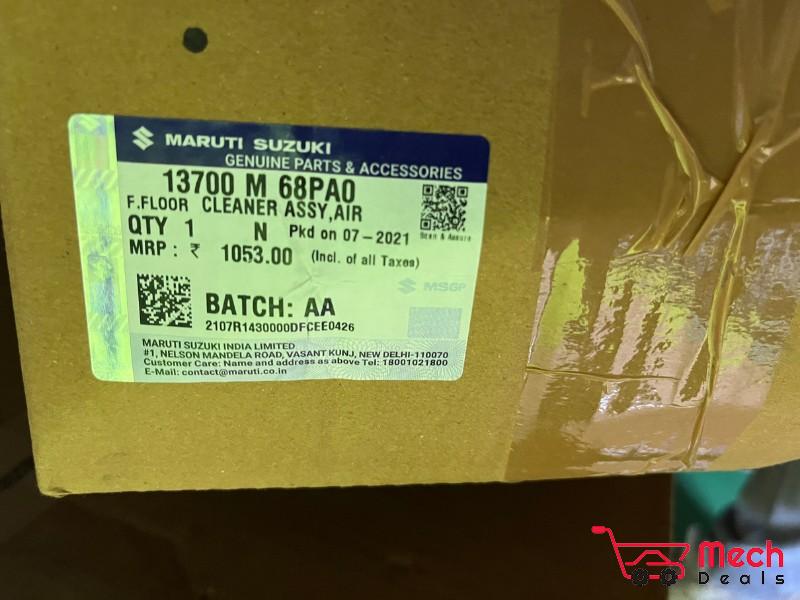 MARUTI SUZUKI
GENUINE PARTS & ACCESSORIES
13700 M 68PA0
F.FLOOR CLEANER ASSY,AIR
QTY 1 N Pkd on 07-2021
Scan & Assure
MRP : ₹ 1053.00 (Incl. of all Taxes)
MSGP
BATCH: AA
2107R1430000DFCEE0426
MARUTI SUZUKI INDIA LIMITED
#1, NELSON MANDELA ROAD, VASANT KUNJ, NEW DELHI-110070
Customer Care: Name and address as above Tel: 18001021800
E-Mail: contact@maruti.co.in
Mech
Deals